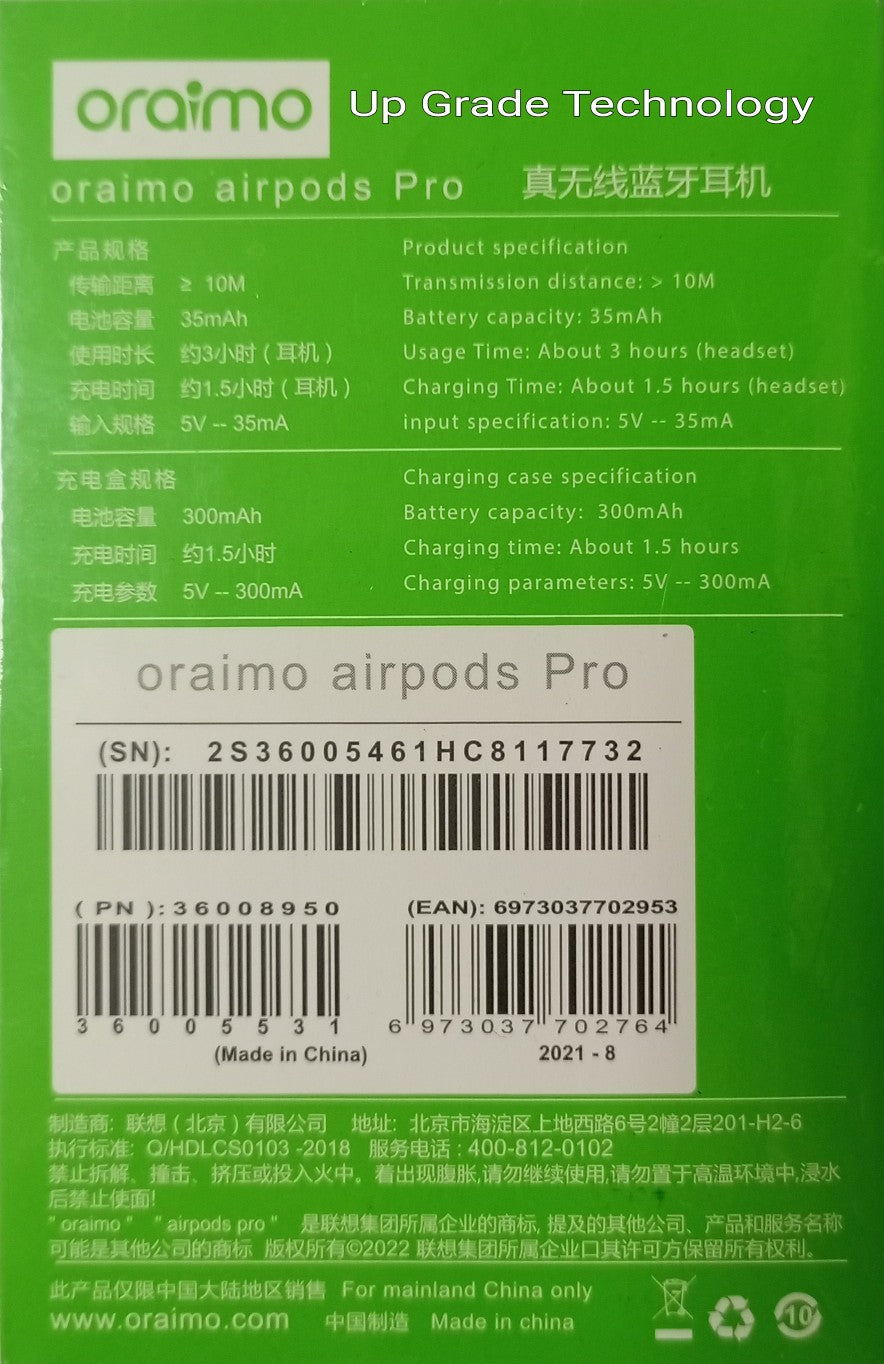 oraimo Up Grade Technology
oraimo airpods Pro 真无线蓝牙耳机
产品规格 Product specification
传输距离 ≥ 10M Transmission distance: > 10M
电池容量 35mAh Battery capacity: 35mAh
使用时长 约3小时 ( 耳机 ) Usage Time: About 3 hours (headset)
充电时间 约1.5小时 ( 耳机 ) Charging Time: About 1.5 hours (headset)
输入规格 5V -- 35mA input specification: 5V -- 35mA
充电盒规格 Charging case specification
电池容量 300mAh Battery capacity: 300mAh
充电时间 约1.5小时 Charging time: About 1.5 hours
充电参数 5V -- 300mA Charging parameters: 5V -- 300mA
oraimo airpods Pro
(SN): 2S36005461HC8117732
( PN ): 36008950 (EAN): 6973037702953
3 6 0 0 5 5 3 1 6 973037 702764
(Made in China) 2021 - 8
制造商: 联想 ( 北京 ) 有限公司 地址: 北京市海淀区上地西路6号2幢2层201-H2-6
执行标准: Q/HDLCS0103 -2018 服务电话 : 400-812-0102
禁止拆解、撞击、挤压或投入火中。着出现腹胀,请勿继续使用,请勿置于高温环境中,浸水
后禁止使面!
" oraimo " " airpods pro " 是联想集团所属企业的商标, 提及的其他公司、产品和服务名称
可能是其他公司的商标 版权所有©2022 联想集团所属企业口其许可方保留所有权利。
此产品仅限中国大陆地区销售 For mainland China only
www.oraimo.com 中国制造 Made in china
10